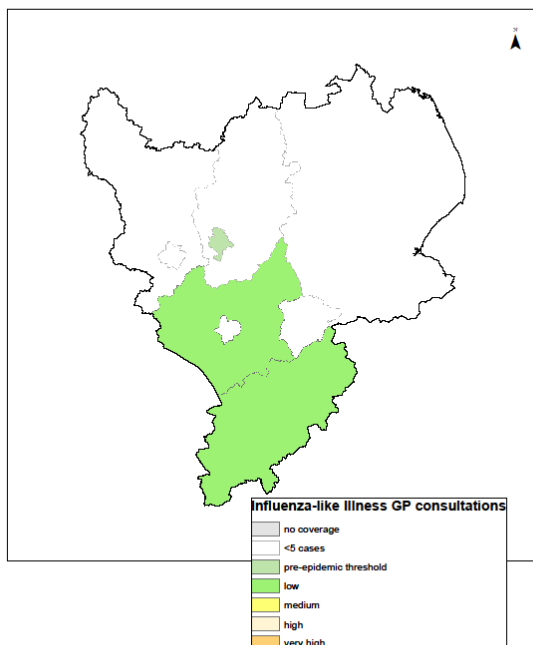 Influenza-like Illness GP consultations
no coverage
<5 cases
pre-epidemic threshold
low
medium
high
very high